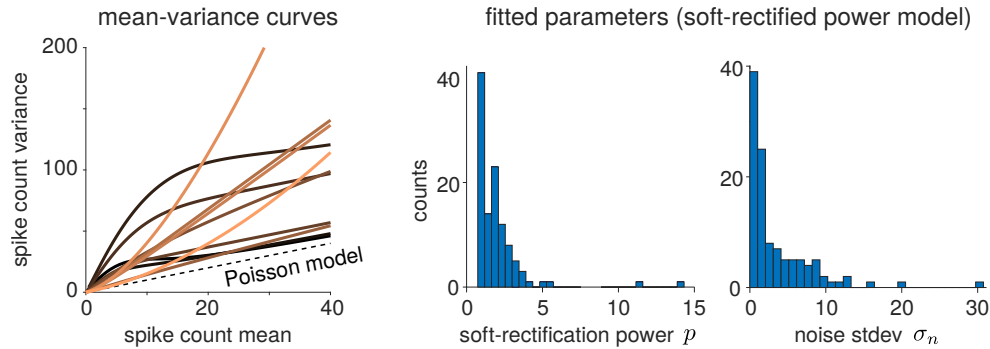 mean-variance curves
fitted parameters (soft-rectified power model)
200
100
0
spike count variance
Poisson model
0
20
40
spike count mean
40
20
0
counts
0
5
10
15
soft-rectification power p
40
20
0
0
10
20
30
noise stdev σn